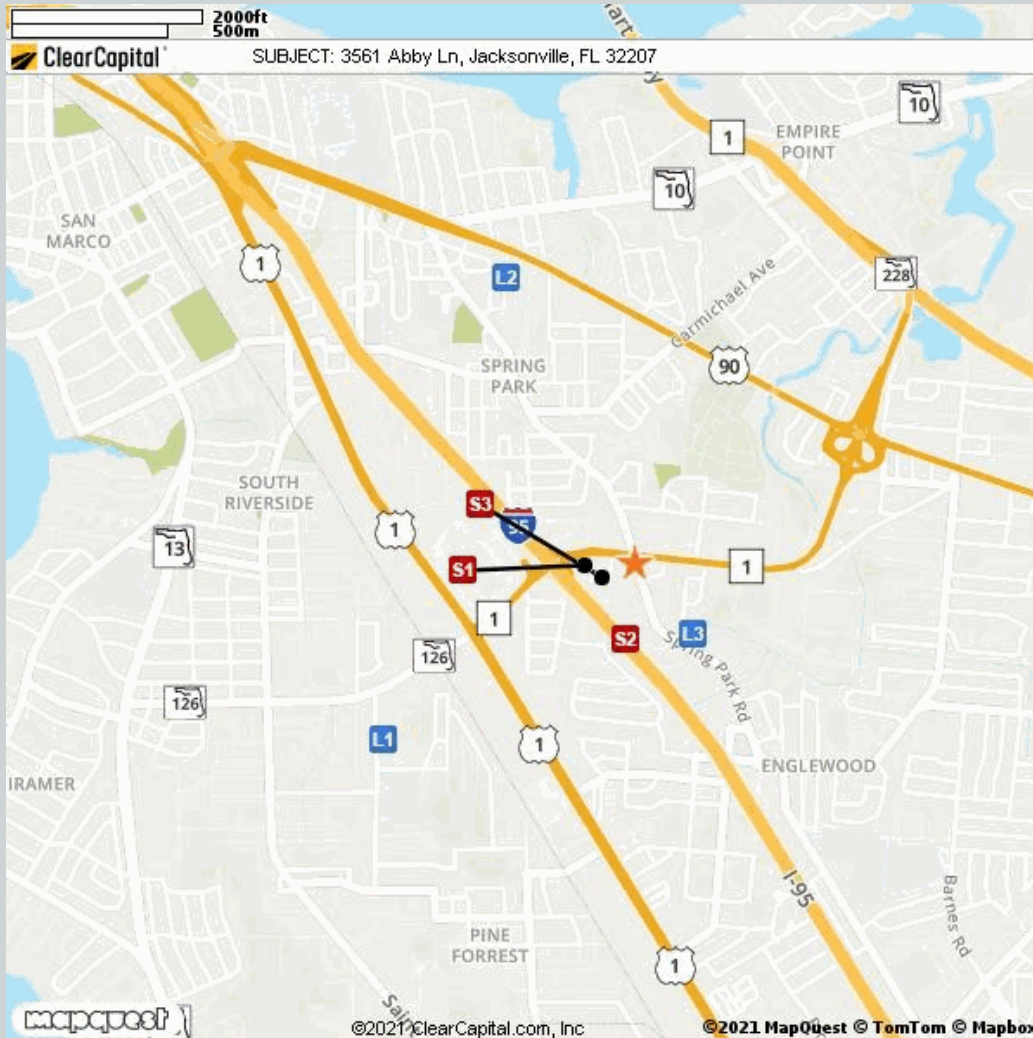 2000ft
500m
ClearCapital
SUBJECT: 3561 Abby Ln, Jacksonville, FL 32207
10
1
EMPIRE
POINT
10
SAN
MARCO
1
L2
228
Carmichael Ave
SPRING
PARK
90
SOUTH
RIVERSIDE
S3
95
1
13
S1
1
1
S2
L3
126
Spring Park Rd
126
L1
1
ENGLEWOOD
IRAMER
I-95
Barnes Rd
PINE
FORREST
1
mapquest
©2021 ClearCapital.com, Inc
©2021 MapQuest © TomTom © Mapbox